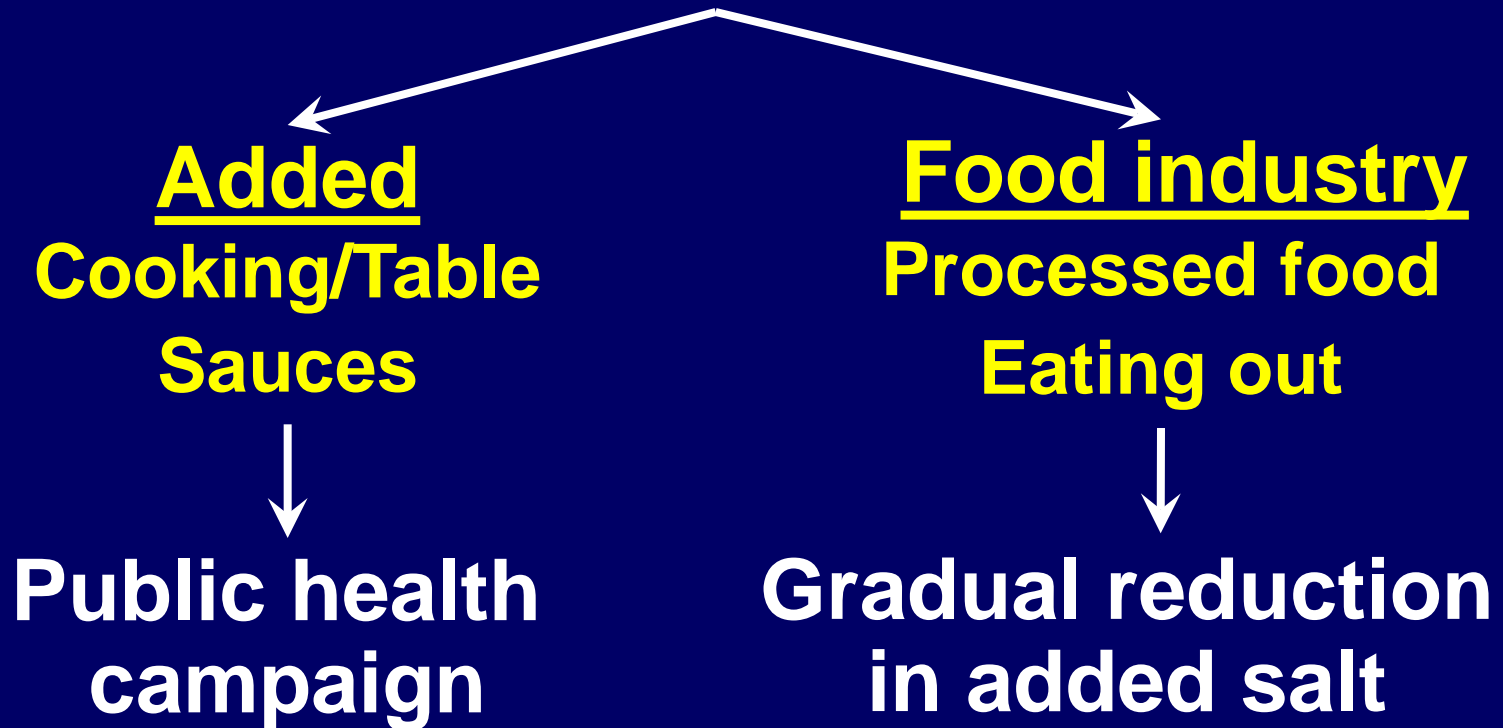 Added
Cooking/Table
Sauces
Public health
campaign
Food industry
Processed food
Eating out
Gradual reduction
in added salt